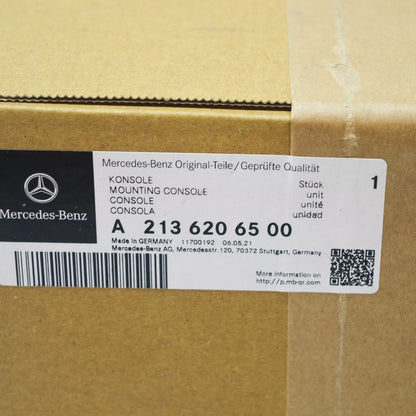 Mercedes-Benz Original-Teile/Geprüfte Qualität
KONSOLE Stück 1
MOUNTING CONSOLE unit
CONSOLE unité
CONSOLA unidad
Mercedes-Benz
A 213 620 65 00
Made in GERMANY 11700192 06.05.21
Mercedes-Benz AG, Mercedesstr.120, 70372 Stuttgart, Germany
More information on
http://p.mb-qr.com